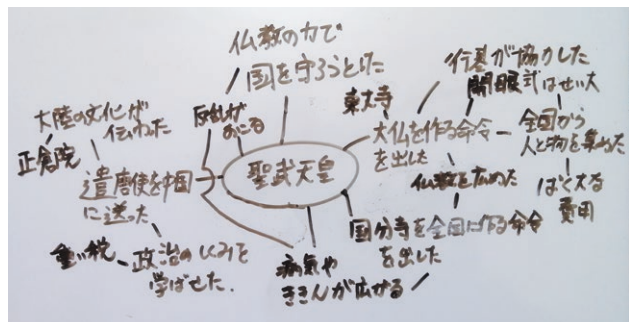 仏教の力で
国を守ろうとした
反乱が
おこる
大陸の文化が
伝わった
正倉院
遣唐使を中国
に送った
重い税
政治のしくみを
学ばせた.
聖武天皇
病気や
ききんが広がる
東大寺
大仏を作る命令
を出した
行基が協力した
開眼式はせい大
全国から
人と物を集めた
ばく大な
費用
仏教を広めた
国分寺を全国に作る命令
を出した